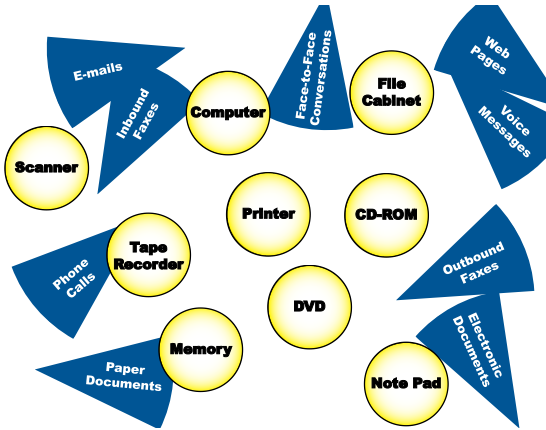 E-mails
Inbound
Faxes
Computer
Face-to-Face
Conversations
File
Cabinet
Web
Pages
Voice
Messages
Scanner
Printer
CD-ROM
Tape
Recorder
Phone
Calls
DVD
Outbound
Faxes
Electronic
Documents
Memory
Paper
Documents
Note Pad